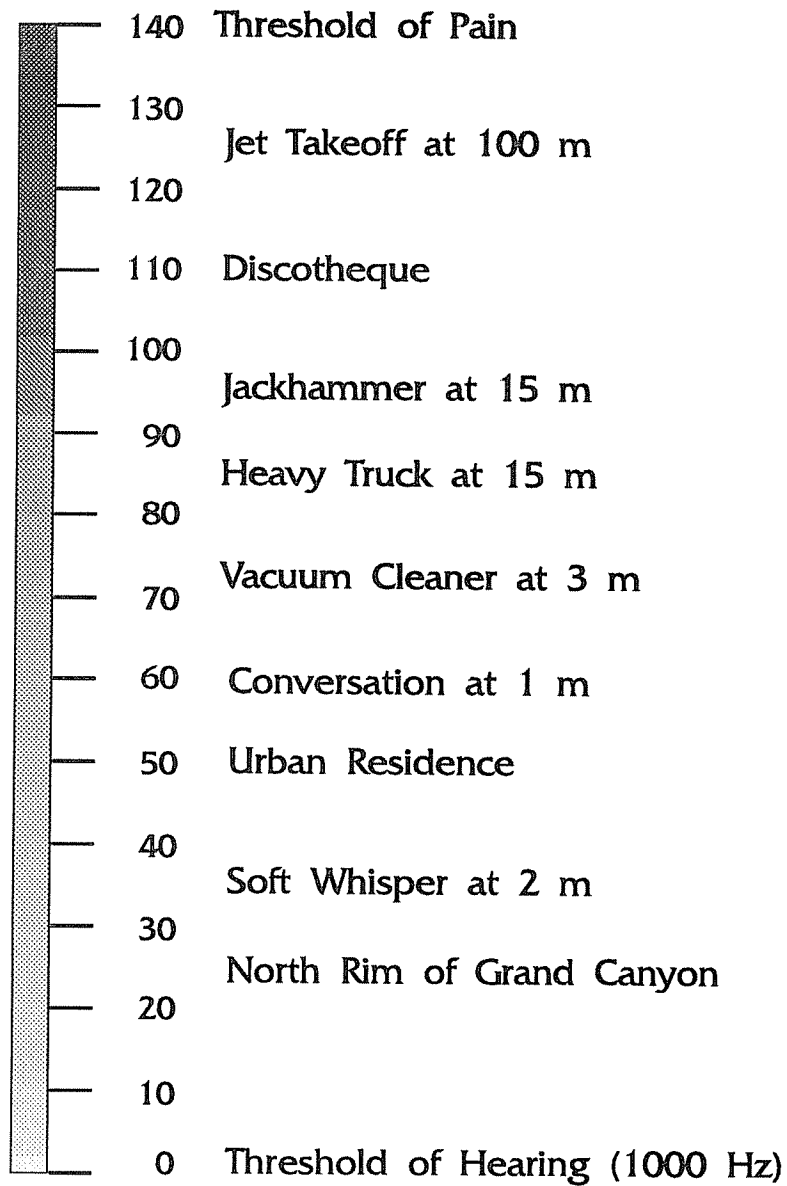 140 Threshold of Pain
130
Jet Takeoff at 100 m
120
110 Discotheque
100
Jackhammer at 15 m
90
Heavy Truck at 15 m
80
Vacuum Cleaner at 3 m
70
60 Conversation at 1 m
50 Urban Residence
40
Soft Whisper at 2 m
30
North Rim of Grand Canyon
20
10
0 Threshold of Hearing (1000 Hz)